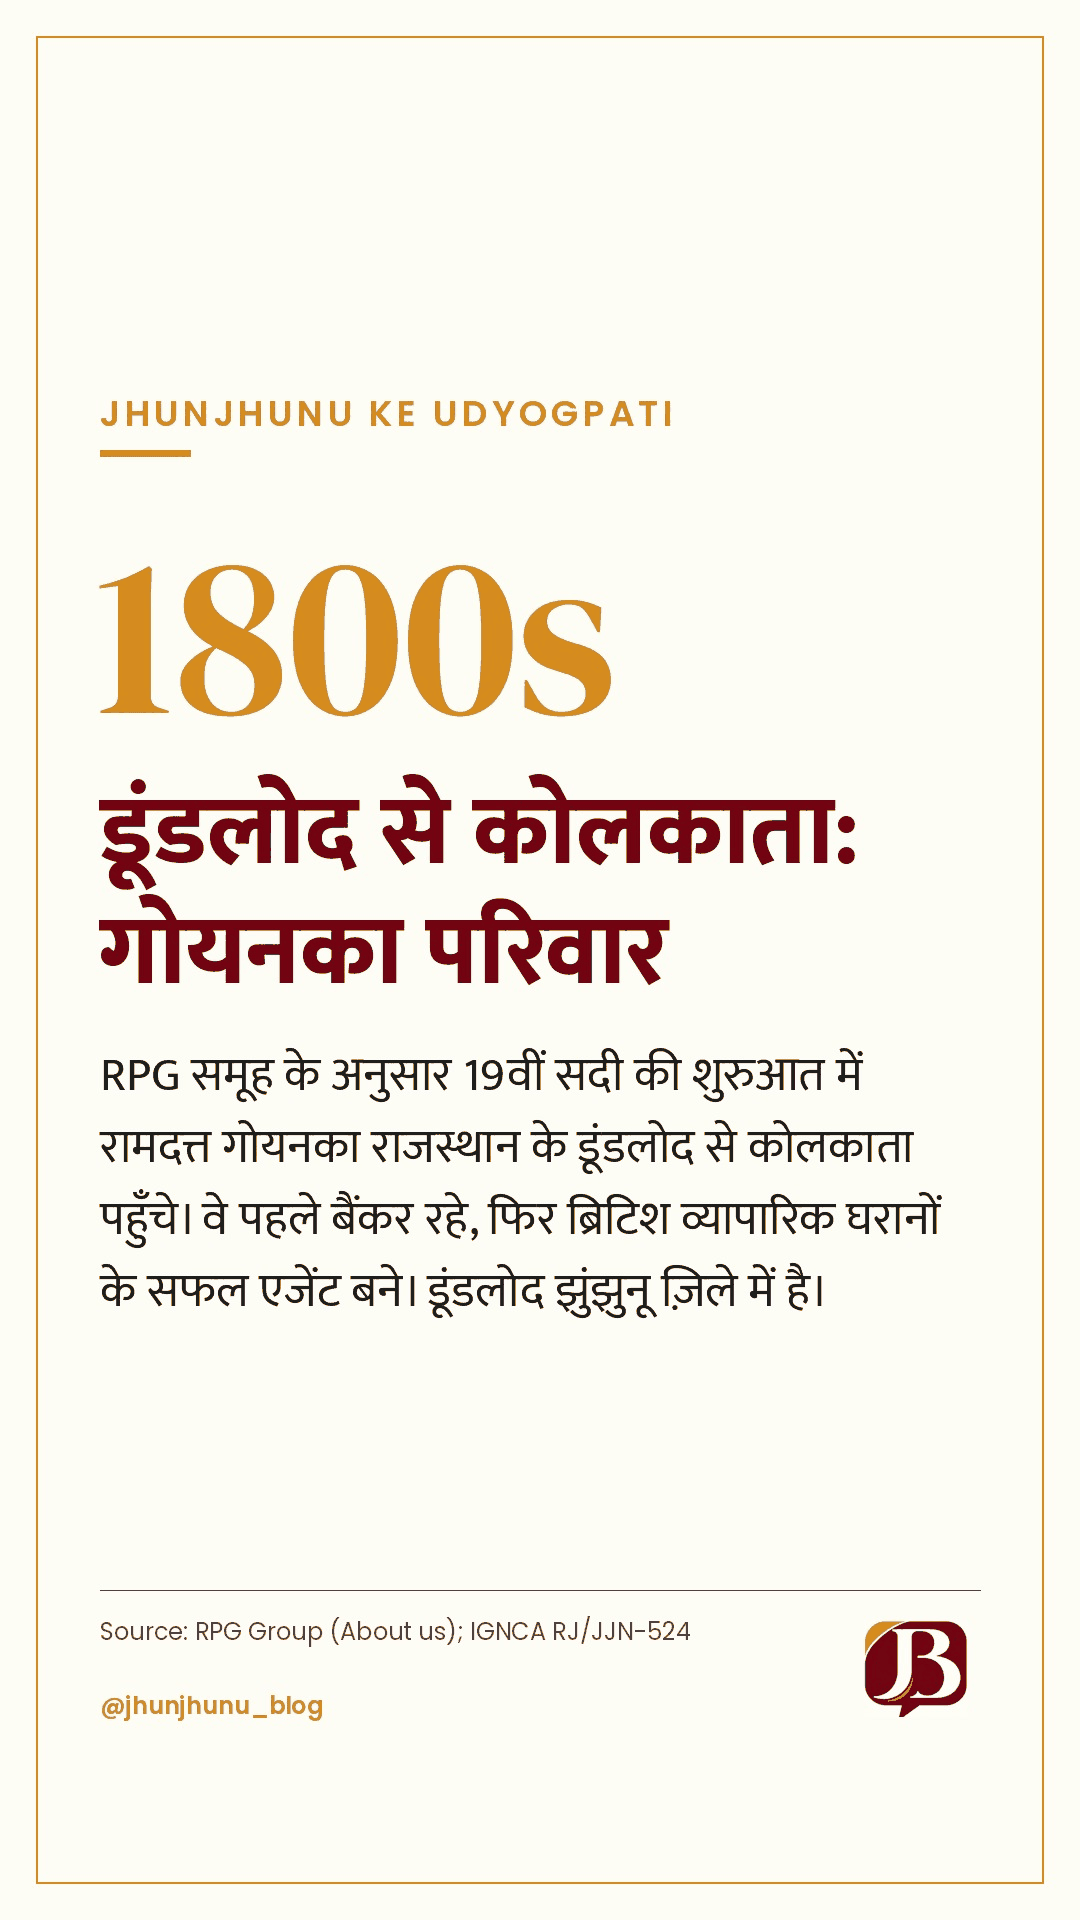 JHUNJHUNU KE UDYOGPATI
1800s
डूंडलोद से कोलकाता:
गोयनका परिवार
RPG समूह के अनुसार 19वीं सदी की शुरुआत में
रामदत्त गोयनका राजस्थान के डूंडलोद से कोलकाता
पहुँचे। वे पहले बैंकर रहे, फिर ब्रिटिश व्यापारिक घरानों
के सफल एजेंट बने। डूंडलोद झुंझुनू ज़िले में है।
Source: RPG Group (About us); IGNCA RJ/JJN-524
JB
@jhunjhunu_blog